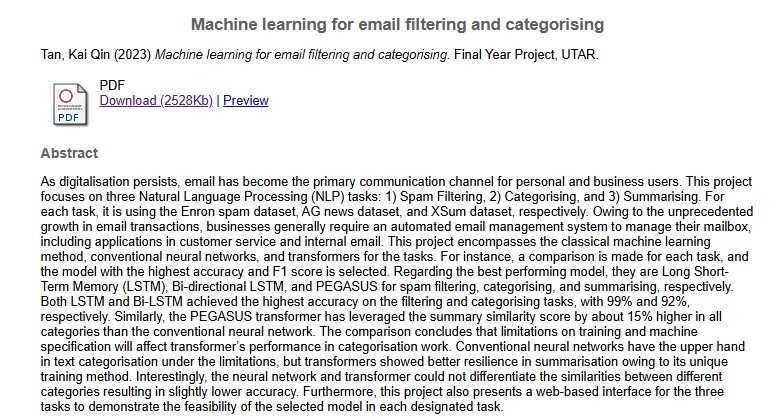 Machine learning for email filtering and categorising
Tan, Kai Qin (2023) Machine learning for email filtering and categorising. Final Year Project, UTAR.
PDF
PDF
Download (2528Kb) | Preview
Abstract
As digitalisation persists, email has become the primary communication channel for personal and business users. This project
focuses on three Natural Language Processing (NLP) tasks: 1) Spam Filtering, 2) Categorising, and 3) Summarising. For
each task, it is using the Enron spam dataset, AG news dataset, and XSum dataset, respectively. Owing to the unprecedented
growth in email transactions, businesses generally require an automated email management system to manage their mailbox,
including applications in customer service and internal email. This project encompasses the classical machine learning
method, conventional neural networks, and transformers for the tasks. For instance, a comparison is made for each task, and
the model with the highest accuracy and F1 score is selected. Regarding the best performing model, they are Long Short-
Term Memory (LSTM), Bi-directional LSTM, and PEGASUS for spam filtering, categorising, and summarising, respectively.
Both LSTM and Bi-LSTM achieved the highest accuracy on the filtering and categorising tasks, with 99% and 92%,
respectively. Similarly, the PEGASUS transformer has leveraged the summary similarity score by about 15% higher in all
categories than the conventional neural network. The comparison concludes that limitations on training and machine
specification will affect transformer's performance in categorisation work. Conventional neural networks have the upper hand
in text categorisation under the limitations, but transformers showed better resilience in summarisation owing to its unique
training method. Interestingly, the neural network and transformer could not differentiate the similarities between different
categories resulting in slightly lower accuracy. Furthermore, this project also presents a web-based interface for the three
tasks to demonstrate the feasibility of the selected model in each designated task.